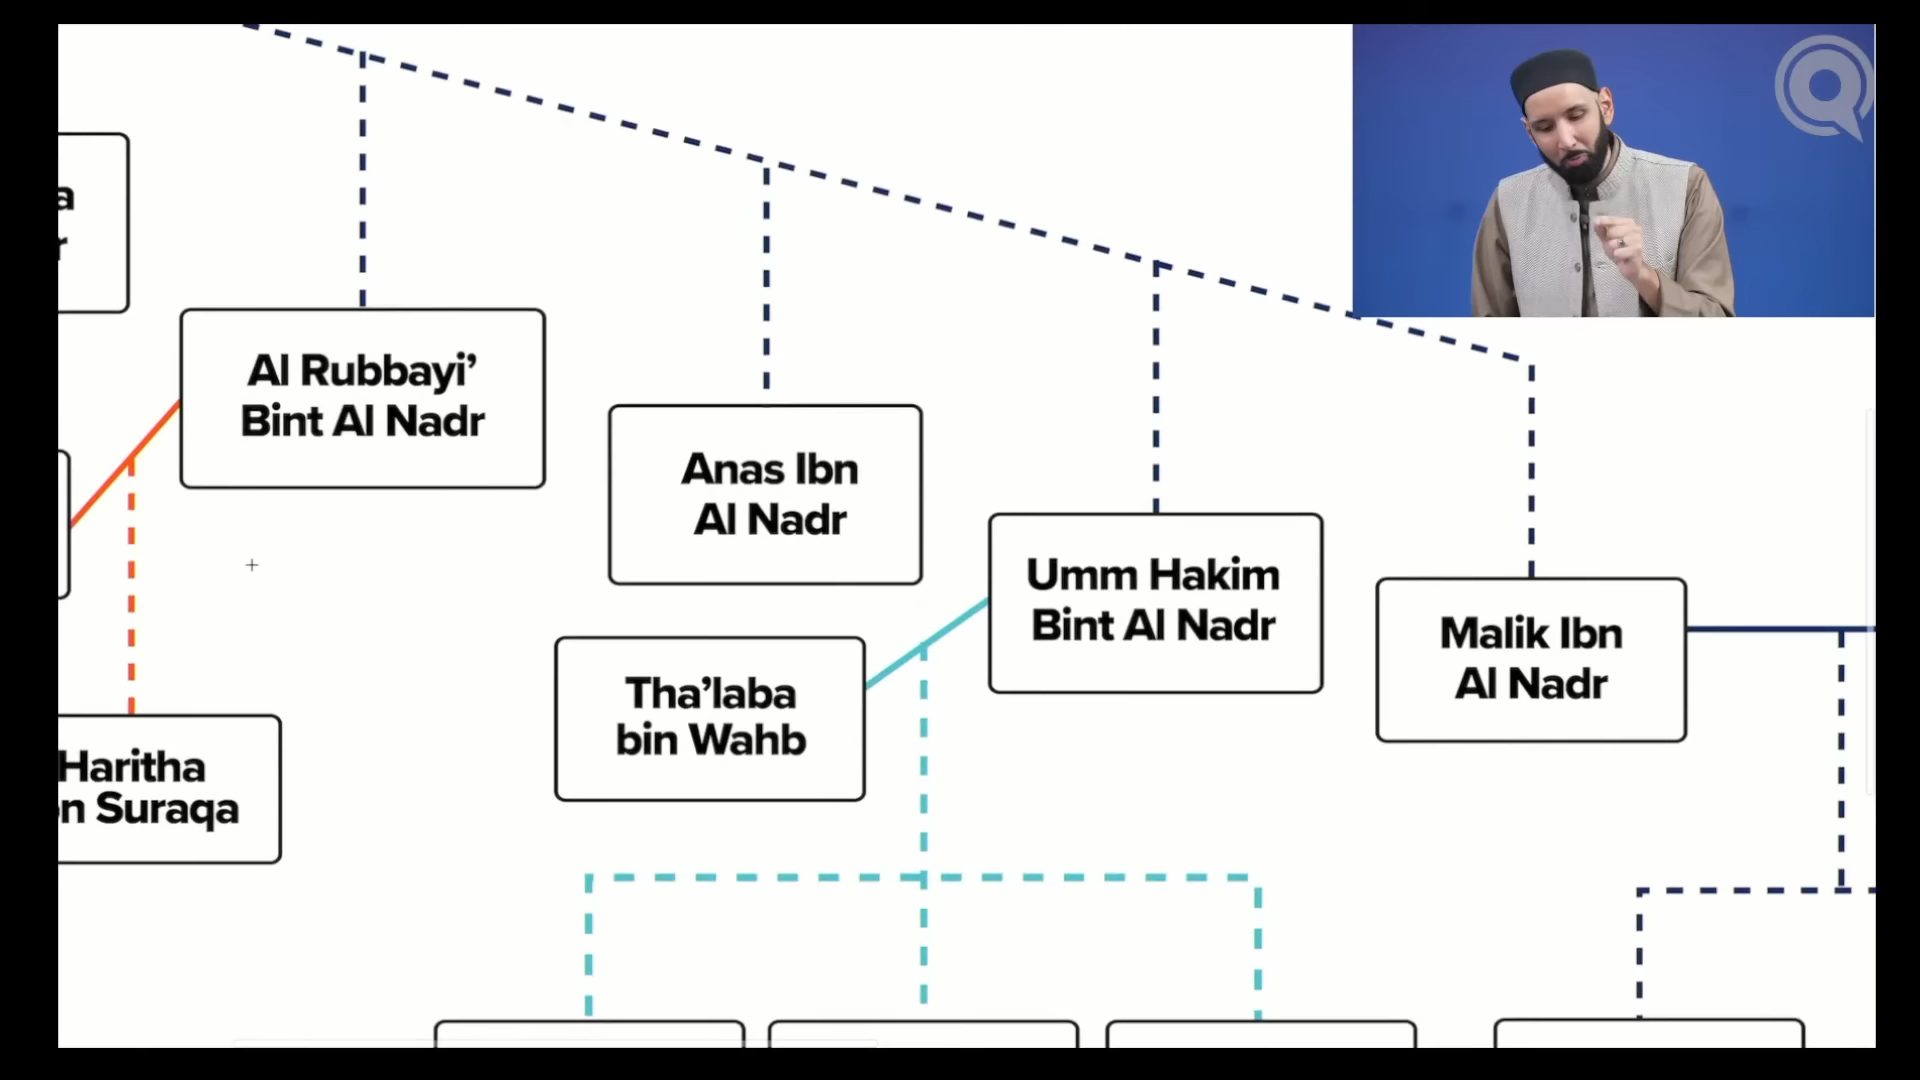 Al Rubbayi’
Bint Al Nadr
Anas Ibn
Al Nadr
Umm Hakim
Bint Al Nadr
Malik Ibn
Al Nadr
Tha’laba
bin Wahb
Haritha
Suraqa